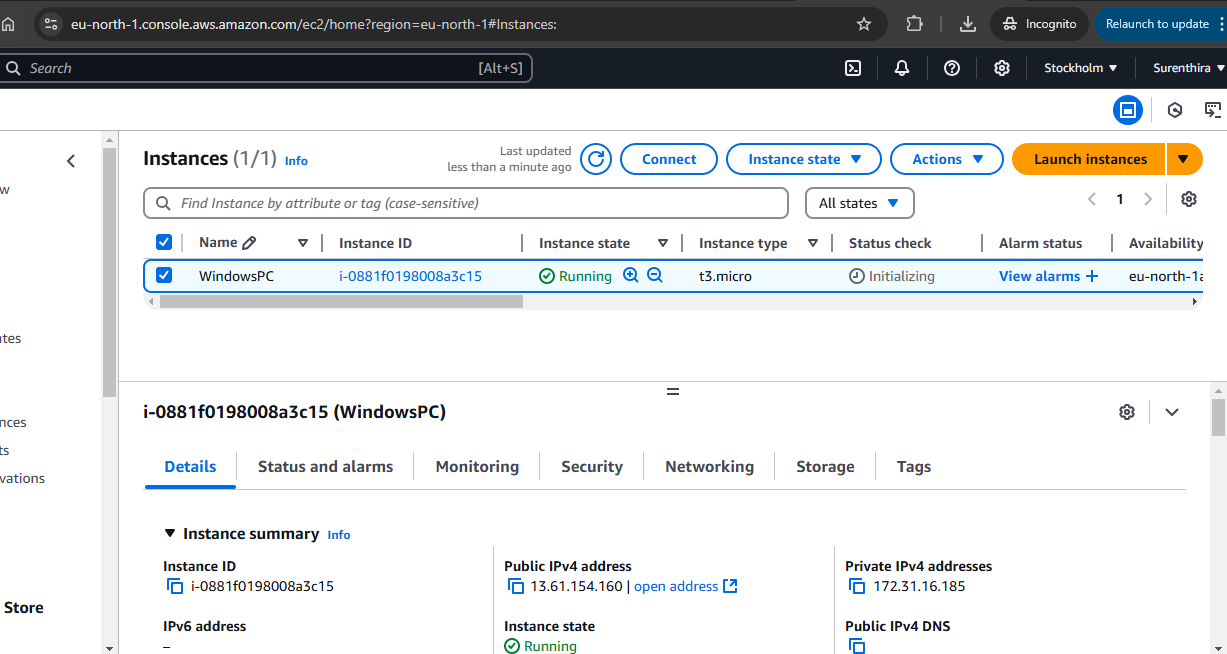 eu-north-1.console.aws.amazon.com/ec2/home?region=eu-north-1#Instances:
Incognito
Relaunch to update
Search
[Alt+S]
Stockholm
Surenthira
Instances (1/1) Info
Last updated
less than a minute ago
Connect
Instance state
Actions
Launch instances
Find Instance by attribute or tag (case-sensitive)
All states
1
Name
Instance ID
Instance state
Instance type
Status check
Alarm status
Availability
WindowsPC
i-0881f0198008a3c15
Running
t3.micro
Initializing
View alarms +
eu-north-1a
w
tes
nces
ts
vations
Store
i-0881f0198008a3c15 (WindowsPC)
Details
Status and alarms
Monitoring
Security
Networking
Storage
Tags
Instance summary Info
Instance ID
i-0881f0198008a3c15
Public IPv4 address
13.61.154.160 | open address
Private IPv4 addresses
172.31.16.185
IPv6 address
–
Instance state
Running
Public IPv4 DNS